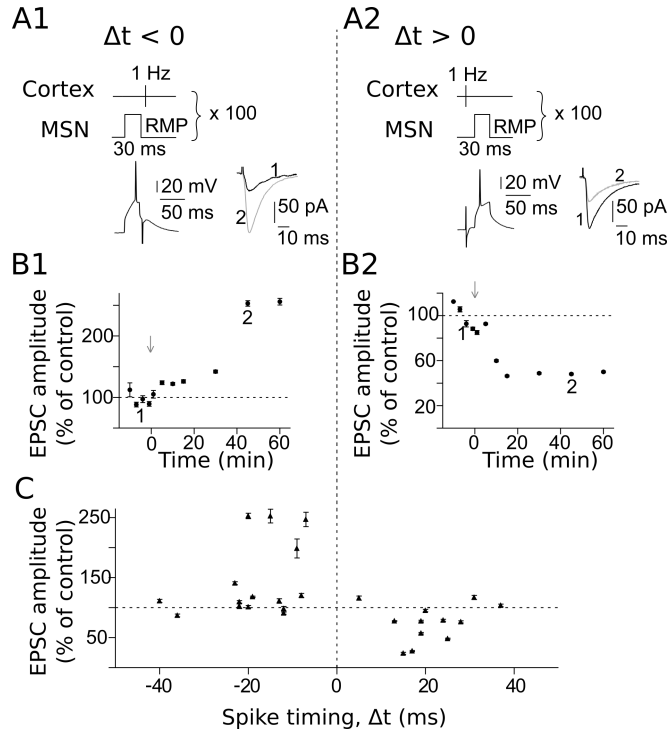 A1
Δt < 0
1 Hz
Cortex
MSN
RMP
x 100
30 ms
20 mV
50 ms
1
2
50 pA
10 ms
A2
Δt > 0
1 Hz
Cortex
MSN
RMP
x 100
30 ms
20 mV
50 ms
2
1
50 pA
10 ms
B1
EPSC amplitude
(% of control)
250
100
1
2
0 20 40 60
Time (min)
B2
EPSC amplitude
(% of control)
100
60
20
1
2
0 20 40 60
Time (min)
C
EPSC amplitude
(% of control)
250
150
50
-40 -20 0 20 40
Spike timing, Δt (ms)